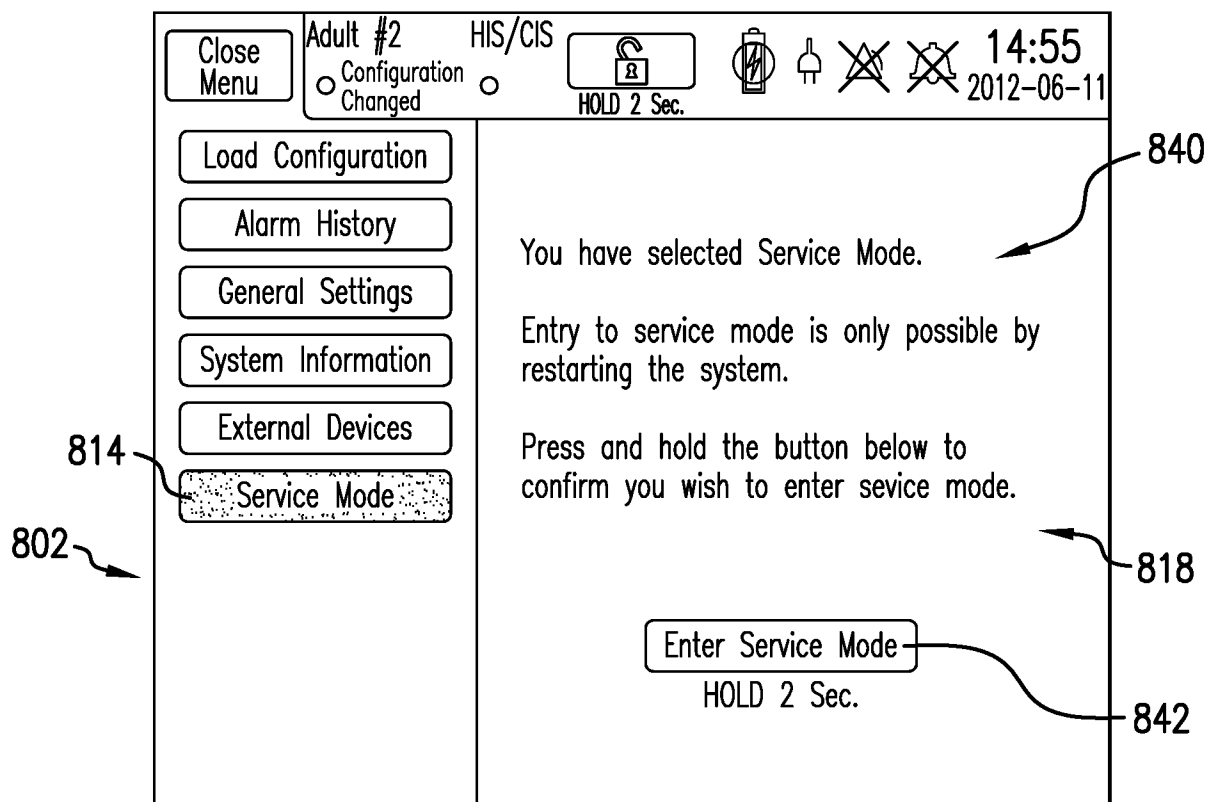 Close
Menu
Adult #2
HIS/CIS
Configuration
Changed
HOLD 2 Sec.
14:55
2012-06-11
Load Configuration
Alarm History
General Settings
System Information
External Devices
Service Mode
You have selected Service Mode.
Entry to service mode is only possible by
restarting the system.
Press and hold the button below to
confirm you wish to enter sevice mode.
Enter Service Mode
HOLD 2 Sec.
840
814
802
818
842